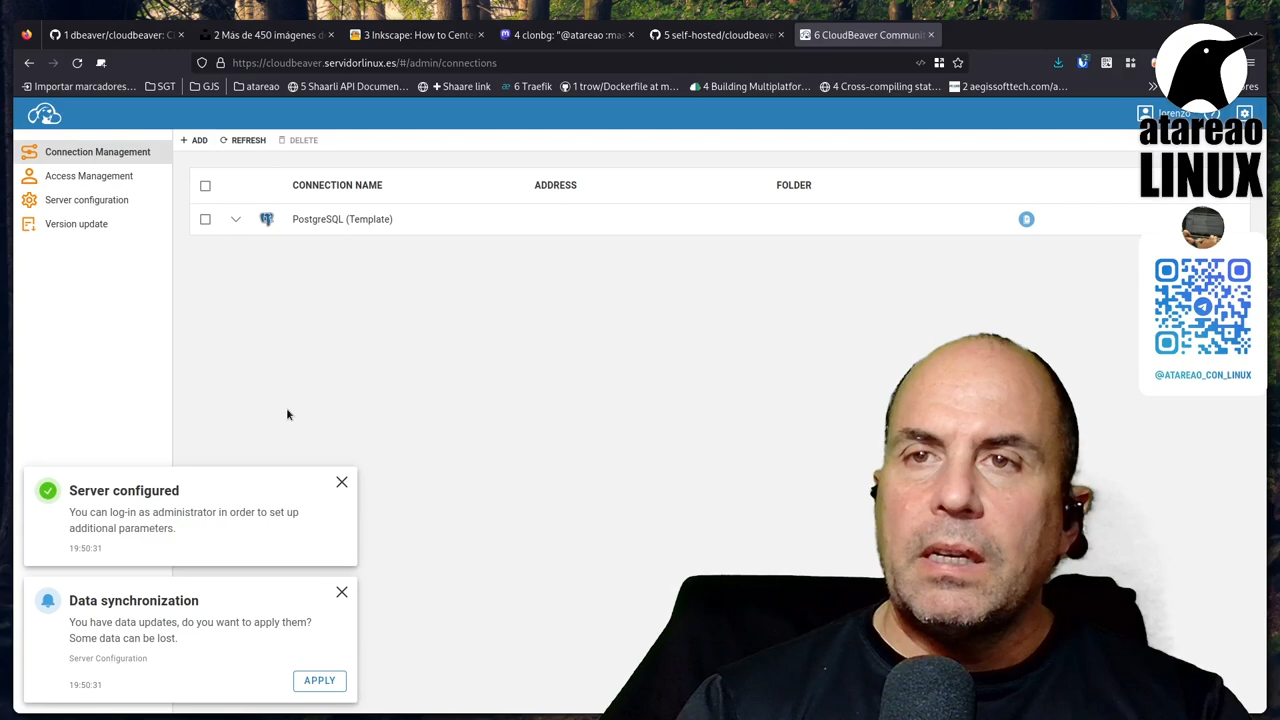 1 dbeaver/cloudbeaver: Cl
2 Más de 450 imágenes d
3 Inkscape: How to Cente
4 clonbg: "@atareao :mas
5 self-hosted/cloudbeave
6 CloudBeaver Communit
https://cloudbeaver.servidorlinux.es/#/admin/connections
2
Importar marcadores…
SGT
GJS
atareao
5 Shaarli API Documen…
Shaare link
6 Traefik
1 trow/Dockerfile at m…
4 Building Multiplatfor…
4 Cross-compiling stat…
2 aegissofttech.com/a…
lorenzo
atareao
LINUX
ADD
REFRESH
DELETE
Connection Management
Access Management
Server configuration
Version update
CONNECTION NAME
ADDRESS
FOLDER
PostgreSQL (Template)
@ATAREAO_CON_LINUX
Server configured
You can log-in as administrator in order to set up
additional parameters.
19:50:31
Data synchronization
You have data updates, do you want to apply them?
Some data can be lost.
Server Configuration
19:50:31
APPLY